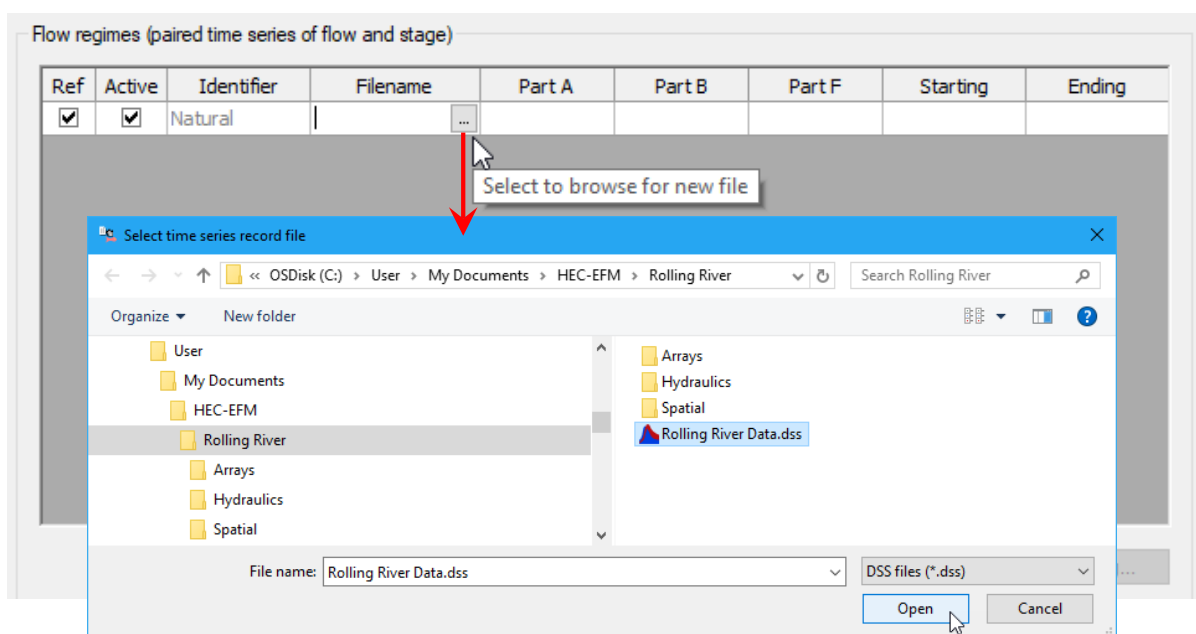 Flow regimes (paired time series of flow and stage)
Ref Active Identifier Filename Part A Part B Part F Starting Ending
Natural ...
Select to browse for new file
Select time series record file
« OSDisk (C:) › User › My Documents › HEC-EFM › Rolling River Search Rolling River
Organize New folder
User
Arrays
My Documents
Hydraulics
HEC-EFM
Spatial
Rolling River
Rolling River Data.dss
Arrays
Hydraulics
Spatial
File name: Rolling River Data.dss DSS files (*.dss)
...
Open Cancel